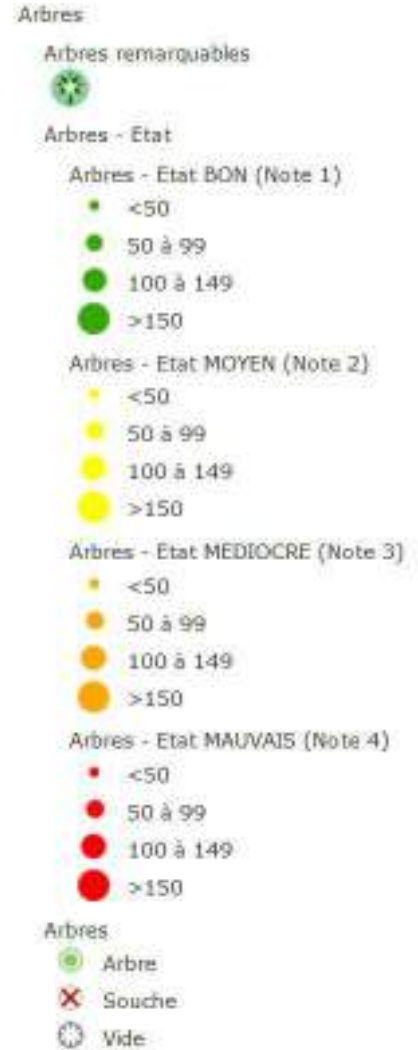 Arbres
Arbres remarquables
Arbres - Etat
Arbres - Etat BON (Note 1)
<50
50 à 99
100 à 149
>150
Arbres - Etat MOYEN (Note 2)
<50
50 à 99
100 à 149
>150
Arbres - Etat MEDIOCRE (Note 3)
<50
50 à 99
100 à 149
>150
Arbres - Etat MAUVAIS (Note 4)
<50
50 à 99
100 à 149
>150
Arbres
Arbre
Souche
Vide